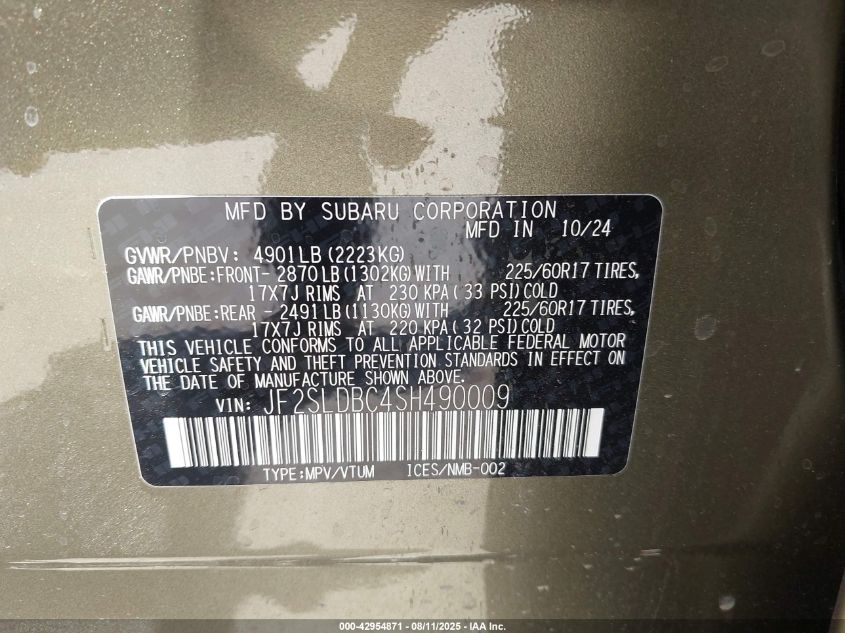 MFD BY SUBARU CORPORATION
MFD IN 10/24
GVWR/PNBV: 4901LB (2223KG)
GAWR/PNBE:FRONT- 2870LB (1302KG) WITH 225/60R17 TIRES,
17X7J RIMS AT 230 KPA ( 33 PSI) COLD
GAWR/PNBE:REAR - 2491LB (1130KG) WITH 225/60R17 TIRES,
17X7J RIMS AT 220 KPA ( 32 PSI) COLD
THIS VEHICLE CONFORMS TO ALL APPLICABLE FEDERAL MOTOR
VEHICLE SAFETY AND THEFT PREVENTION STANDARDS IN EFFECT ON
THE DATE OF MANUFACTURE SHOWN ABOVE.
VIN: JF2SLDBC4SH490009
TYPE:MPV/VTUM ICES/NMB-002
000-42954871 - 08/11/2025 - IAA Inc.